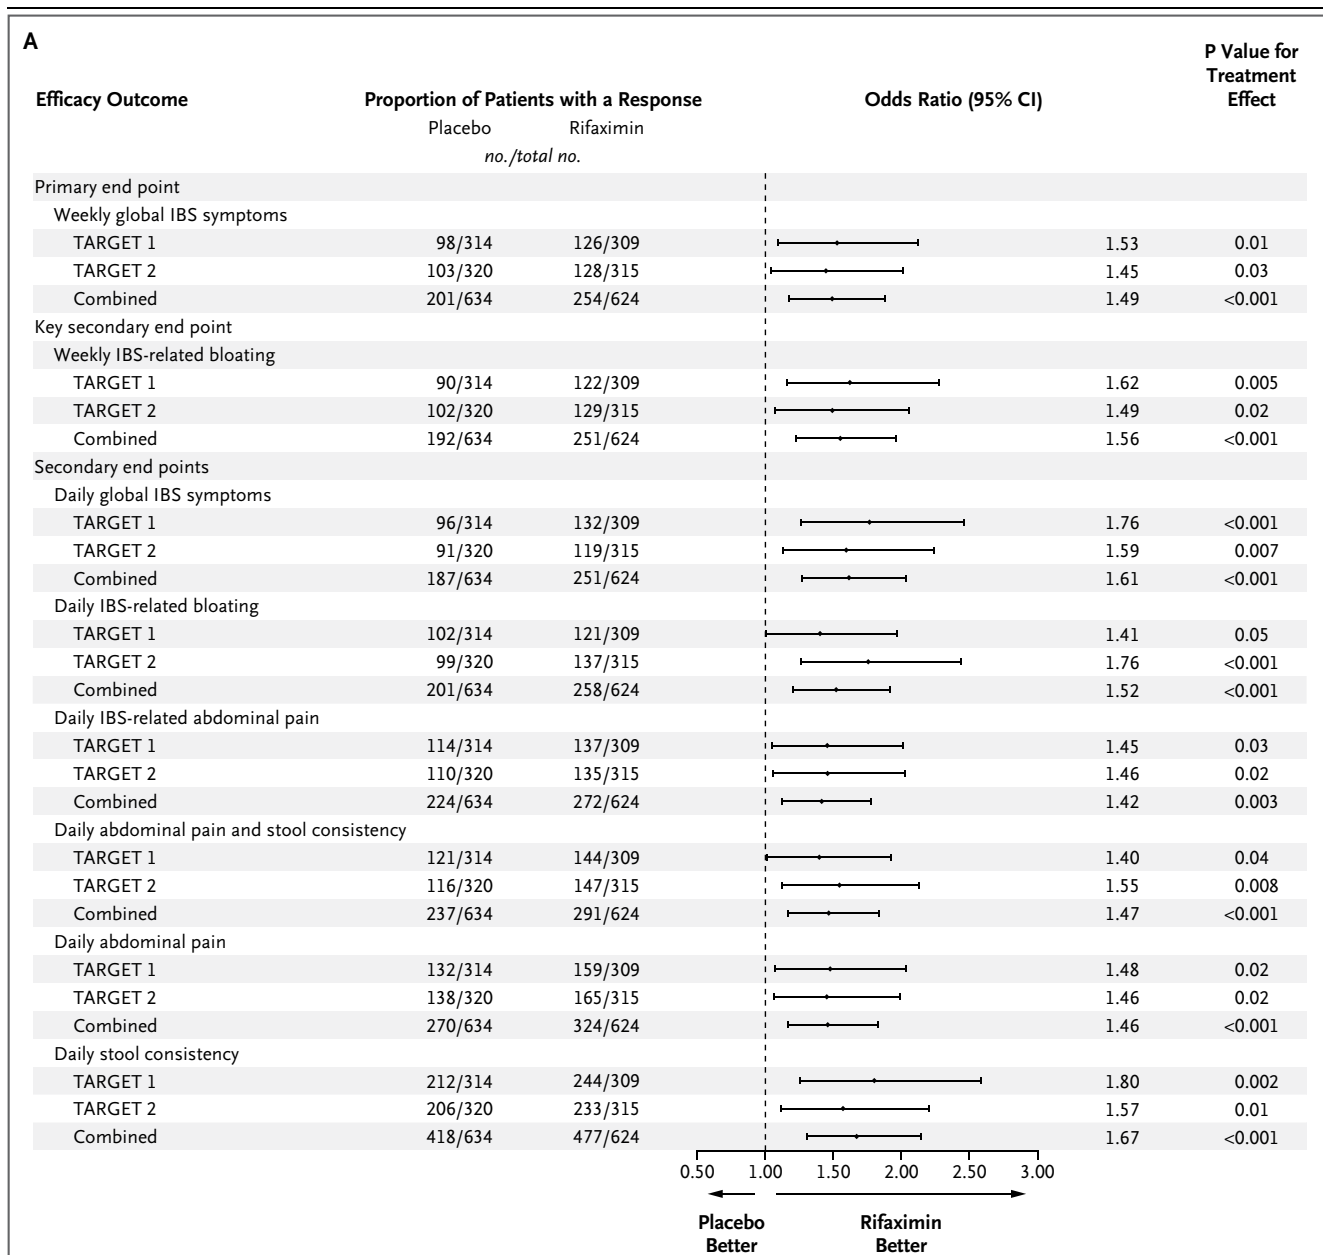 A
Efficacy Outcome Proportion of Patients with a Response Odds Ratio (95% CI) P Value for Treatment Effect
Placebo Rifaximin
no./total no.
Primary end point
Weekly global IBS symptoms
TARGET 1 98/314 126/309 1.53 0.01
TARGET 2 103/320 128/315 1.45 0.03
Combined 201/634 254/624 1.49 <0.001
Key secondary end point
Weekly IBS-related bloating
TARGET 1 90/314 122/309 1.62 0.005
TARGET 2 102/320 129/315 1.49 0.02
Combined 192/634 251/624 1.56 <0.001
Secondary end points
Daily global IBS symptoms
TARGET 1 96/314 132/309 1.76 <0.001
TARGET 2 91/320 119/315 1.59 0.007
Combined 187/634 251/624 1.61 <0.001
Daily IBS-related bloating
TARGET 1 102/314 121/309 1.41 0.05
TARGET 2 99/320 137/315 1.76 <0.001
Combined 201/634 258/624 1.52 <0.001
Daily IBS-related abdominal pain
TARGET 1 114/314 137/309 1.45 0.03
TARGET 2 110/320 135/315 1.46 0.02
Combined 224/634 272/624 1.42 0.003
Daily abdominal pain and stool consistency
TARGET 1 121/314 144/309 1.40 0.04
TARGET 2 116/320 147/315 1.55 0.008
Combined 237/634 291/624 1.47 <0.001
Daily abdominal pain
TARGET 1 132/314 159/309 1.48 0.02
TARGET 2 138/320 165/315 1.46 0.02
Combined 270/634 324/624 1.46 <0.001
Daily stool consistency
TARGET 1 212/314 244/309 1.80 0.002
TARGET 2 206/320 233/315 1.57 0.01
Combined 418/634 477/624 1.67 <0.001
0.50 1.00 1.50 2.00 2.50 3.00
Placebo Better Rifaximin Better